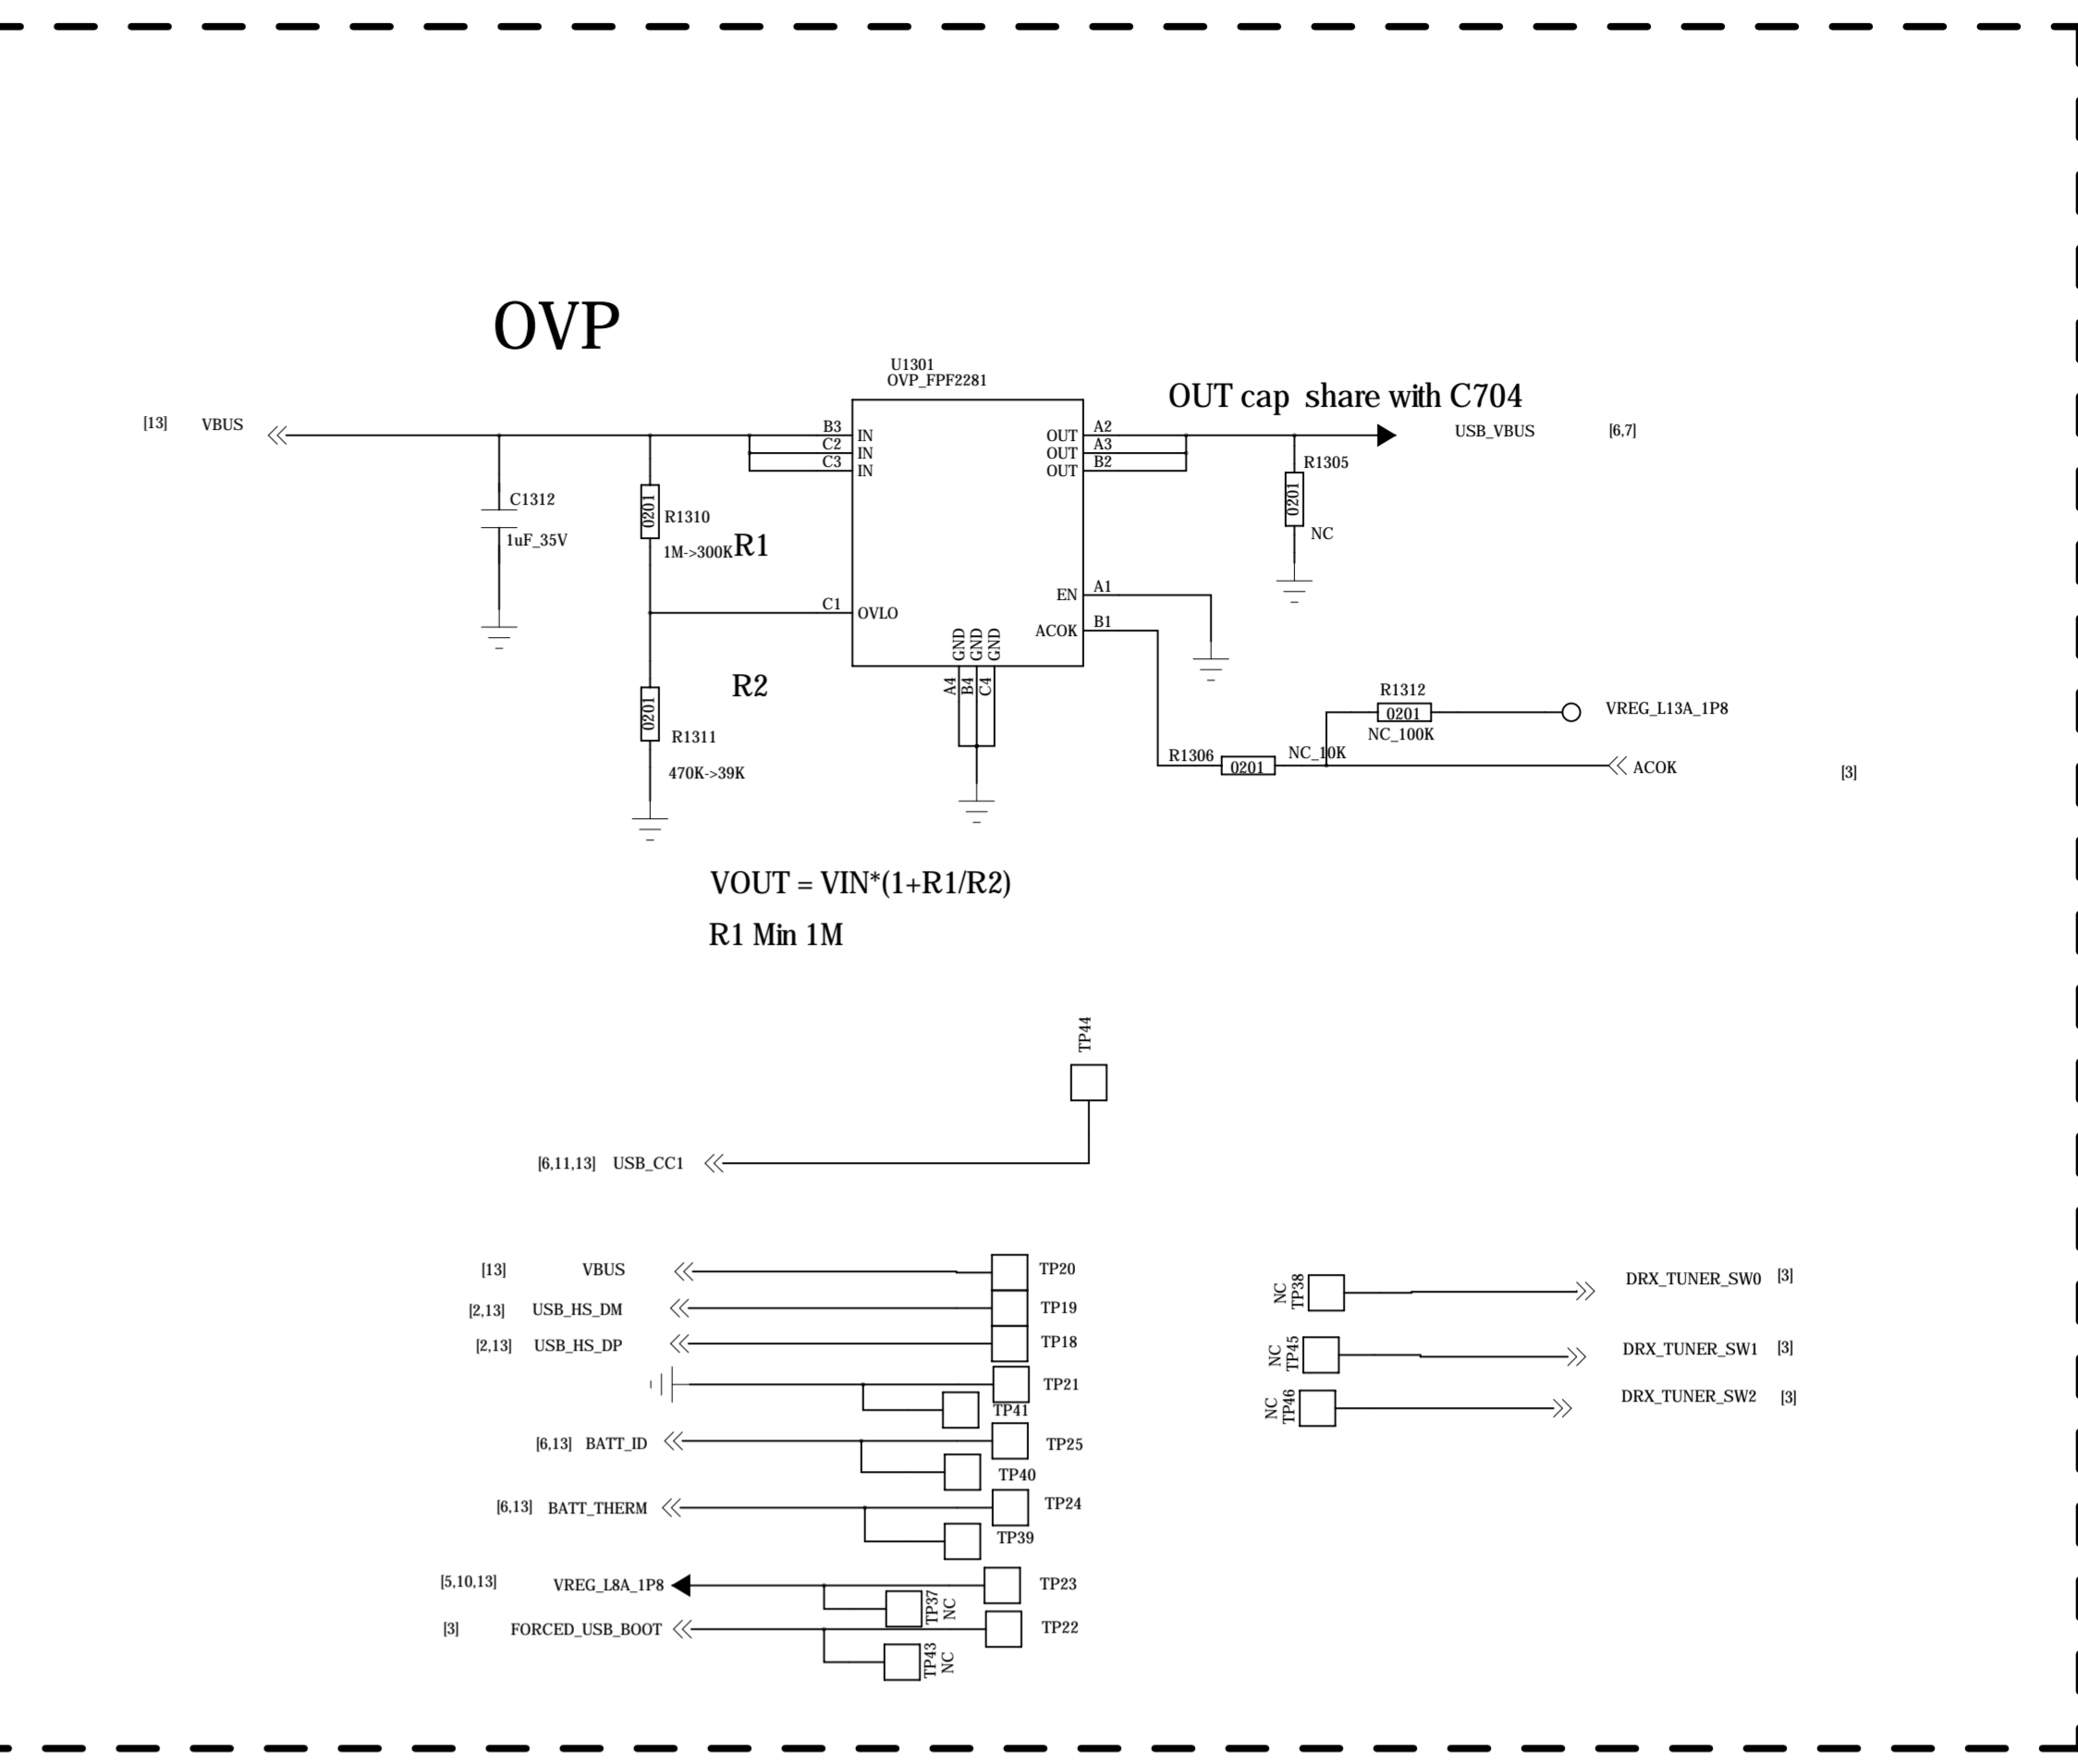 OVP
U1301
OVP_FPF2281
OUT cap  share with C704
[13] VBUS
B3 IN
C2 IN
C3 IN
OUT A2
OUT A3
OUT B2
USB_VBUS [6,7]
R1305
0201
NC
C1312
1uF_35V
0201
R1310
1M->300K
R1
C1 OVLO
EN A1
ACOK B1
GND
GND
GND
A4
B4
C4
R2
0201
R1311
470K->39K
R1312
0201
NC_100K
VREG_L13A_1P8
R1306
0201
NC_10K
ACOK [3]
VOUT = VIN*(1+R1/R2)
R1 Min 1M
TP44
[6,11,13] USB_CC1
[13] VBUS TP20
[2,13] USB_HS_DM TP19
[2,13] USB_HS_DP TP18
TP21
TP41
[6,13] BATT_ID TP25
TP40
[6,13] BATT_THERM TP24
TP39
[5,10,13] VREG_L8A_1P8 TP23
TP37
NC
[3] FORCED_USB_BOOT TP22
TP43
NC
NC
TP38
DRX_TUNER_SW0 [3]
NC
TP45
DRX_TUNER_SW1 [3]
NC
TP46
DRX_TUNER_SW2 [3]